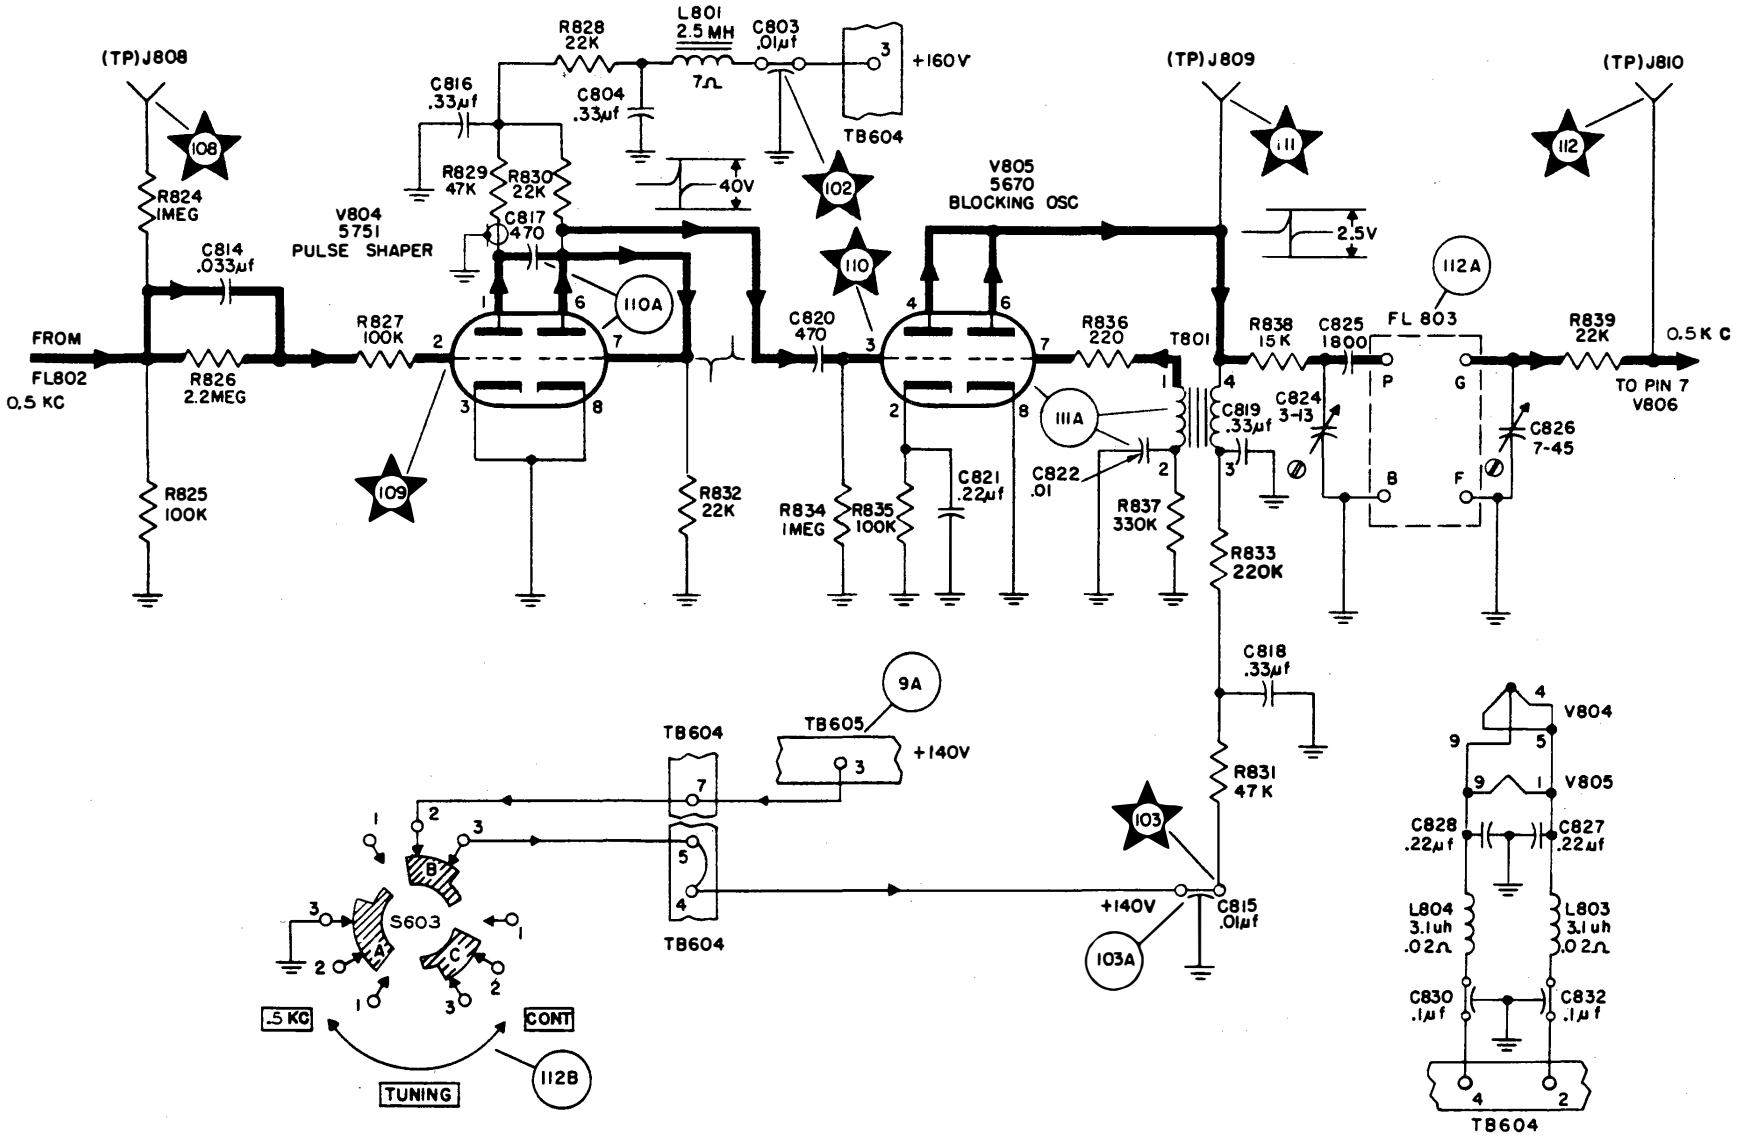 (TP)J808
108
R824
1MEG
C814
.033µf
FROM
FL802
0.5 KC
R826
2.2MEG
R825
100K
R827
100K
109
V804
5751
PULSE SHAPER
2
1
6
7
3
8
C816
.33µf
R828
22K
L801
2.5 MH
7Ω
C803
.01µf
3
+160V
TB604
C804
.33µf
102
R829
47K
R830
22K
C817
470
40V
110A
R832
22K
C820
470
110
R834
1MEG
R835
100K
C821
.22µf
V805
5670
BLOCKING OSC
4
6
3
7
2
8
R836
220
T801
1
4
2
3
111A
C822
.01
R837
330K
C819
.33µf
R833
220K
(TP)J809
111
2.5V
R838
15K
C825
1800
C824
3-13
112A
FL 803
P
G
B
F
C826
7-45
R839
22K
(TP)J810
112
0.5K C
TO PIN 7
V806
C818
.33µf
R831
47K
103
C815
.01µf
+140V
103A
9A
TB605
+140V
3
TB604
7
5
4
TB604
1
2
3
B
3
A
S603
1
2
C
2
1
3
.5 KC
CONT
TUNING
112B
4
V804
9
5
9
1
V805
C828
.22µf
C827
.22µf
L804
3.1uh
.02Ω
L803
3.1uh
.02Ω
C830
.1µf
C832
.1µf
4
2
TB604